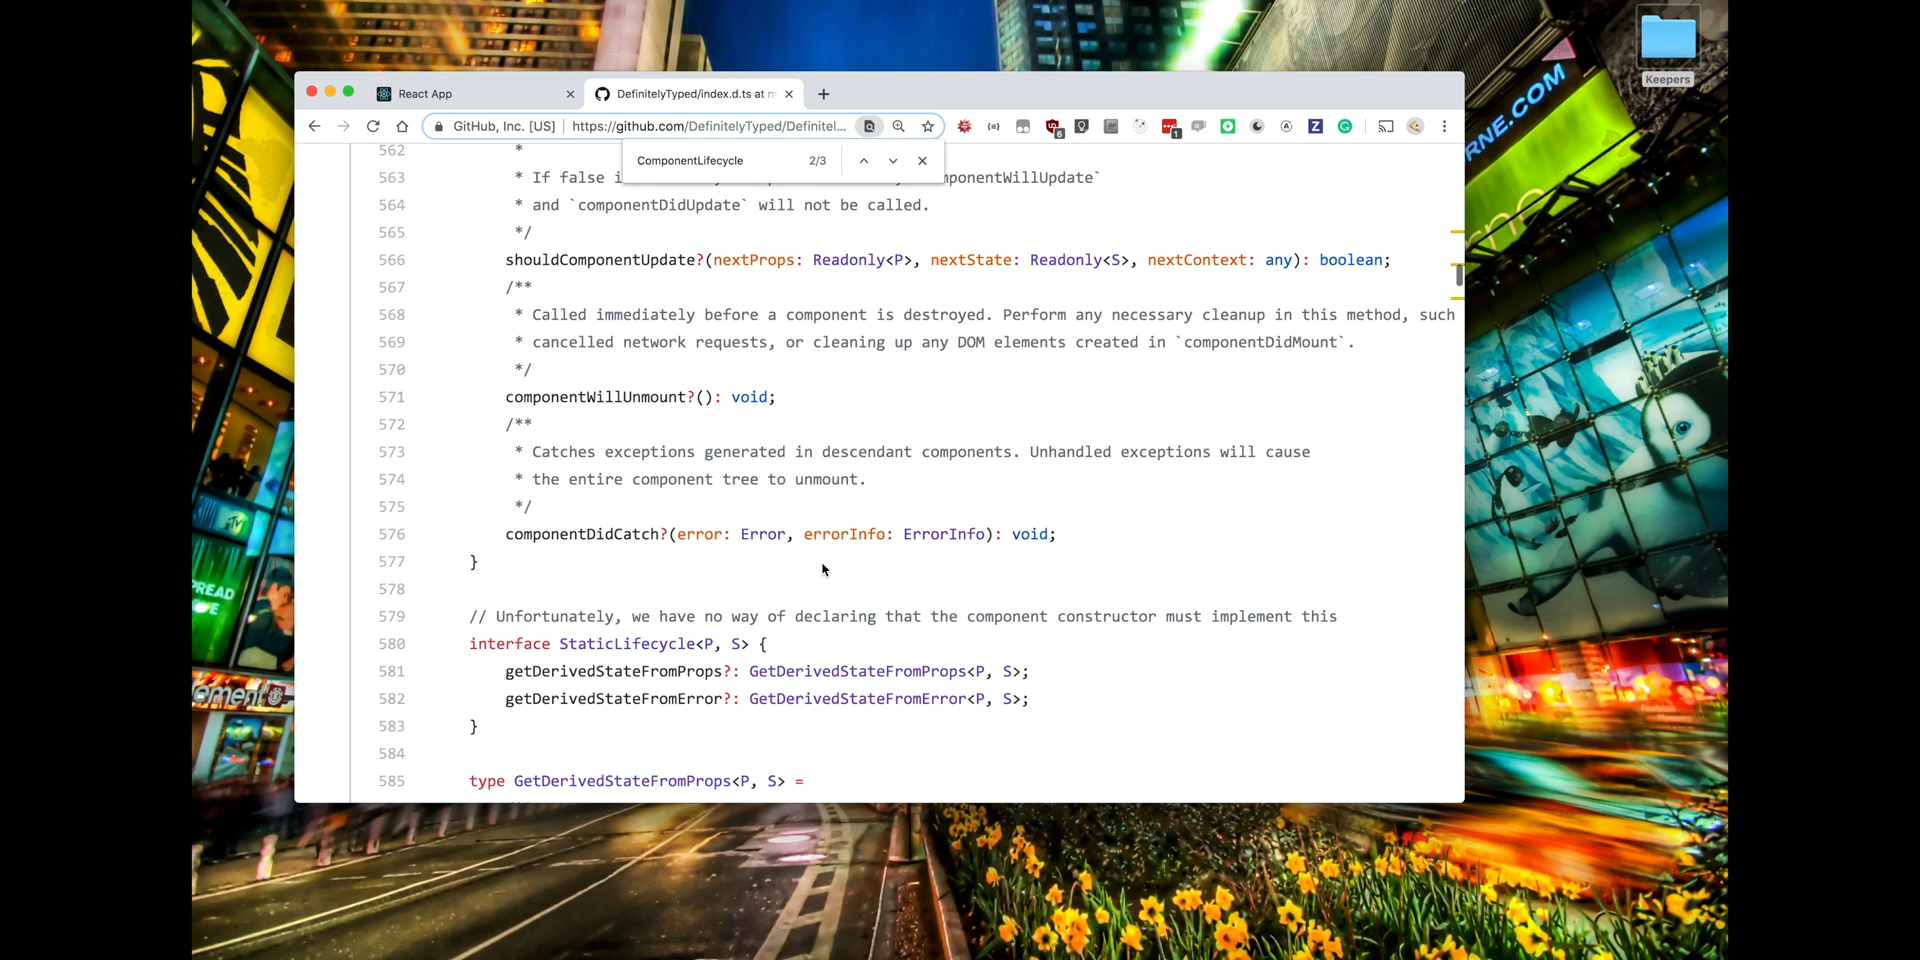 Keepers
React App
DefinitelyTyped/index.d.ts at m
GitHub, Inc. [US] https://github.com/DefinitelyTyped/Definitel...
ComponentLifecycle 2/3
562 *
563 * If false i mponentWillUpdate`
564 * and `componentDidUpdate` will not be called.
565 */
566 shouldComponentUpdate?(nextProps: Readonly<P>, nextState: Readonly<S>, nextContext: any): boolean;
567 /**
568 * Called immediately before a component is destroyed. Perform any necessary cleanup in this method, such
569 * cancelled network requests, or cleaning up any DOM elements created in `componentDidMount`.
570 */
571 componentWillUnmount?(): void;
572 /**
573 * Catches exceptions generated in descendant components. Unhandled exceptions will cause
574 * the entire component tree to unmount.
575 */
576 componentDidCatch?(error: Error, errorInfo: ErrorInfo): void;
577 }
578
579 // Unfortunately, we have no way of declaring that the component constructor must implement this
580 interface StaticLifecycle<P, S> {
581 getDerivedStateFromProps?: GetDerivedStateFromProps<P, S>;
582 getDerivedStateFromError?: GetDerivedStateFromError<P, S>;
583 }
584
585 type GetDerivedStateFromProps<P, S> =
RNE.COM
PREAD
element